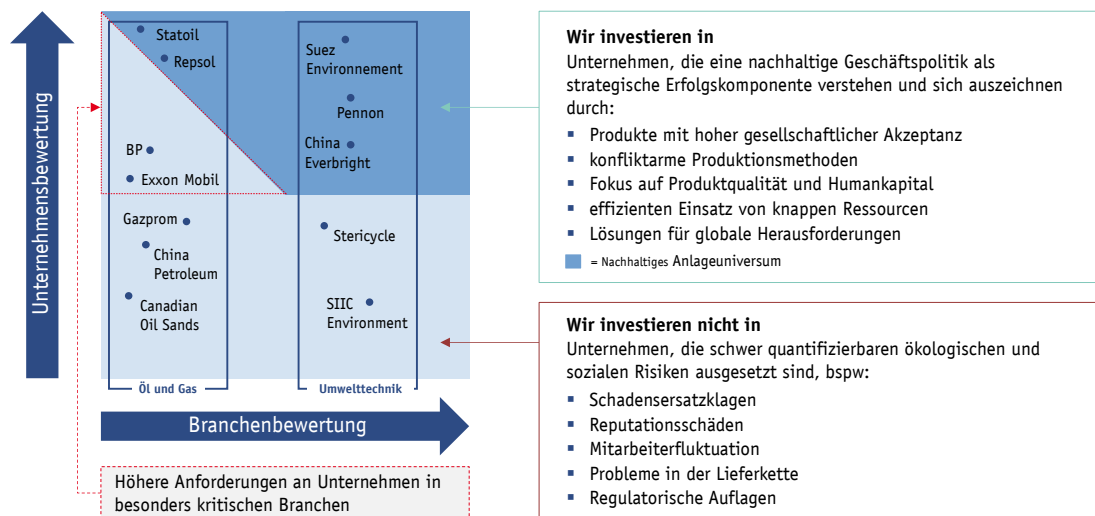 Unternehmensbewertung
Statoil
Repsol
BP
Exxon Mobil
Gazprom
China
Petroleum
Canadian
Oil Sands
Öl und Gas
Suez
Environnement
Pennon
China
Everbright
Stericycle
SIIC
Environment
Umwelttechnik
Branchenbewertung
Höhere Anforderungen an Unternehmen in
besonders kritischen Branchen
Wir investieren in
Unternehmen, die eine nachhaltige Geschäftspolitik als
strategische Erfolgskomponente verstehen und sich auszeichnen
durch:
▪ Produkte mit hoher gesellschaftlicher Akzeptanz
▪ konfliktarme Produktionsmethoden
▪ Fokus auf Produktqualität und Humankapital
▪ effizienten Einsatz von knappen Ressourcen
▪ Lösungen für globale Herausforderungen
= Nachhaltiges Anlageuniversum
Wir investieren nicht in
Unternehmen, die schwer quantifizierbaren ökologischen und
sozialen Risiken ausgesetzt sind, bspw:
▪ Schadensersatzklagen
▪ Reputationsschäden
▪ Mitarbeiterfluktuation
▪ Probleme in der Lieferkette
▪ Regulatorische Auflagen